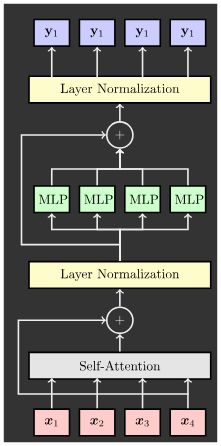 y₁ y₁ y₁ y₁
Layer Normalization
+
MLP MLP MLP MLP
Layer Normalization
+
Self-Attention
x₁ x₂ x₃ x₄